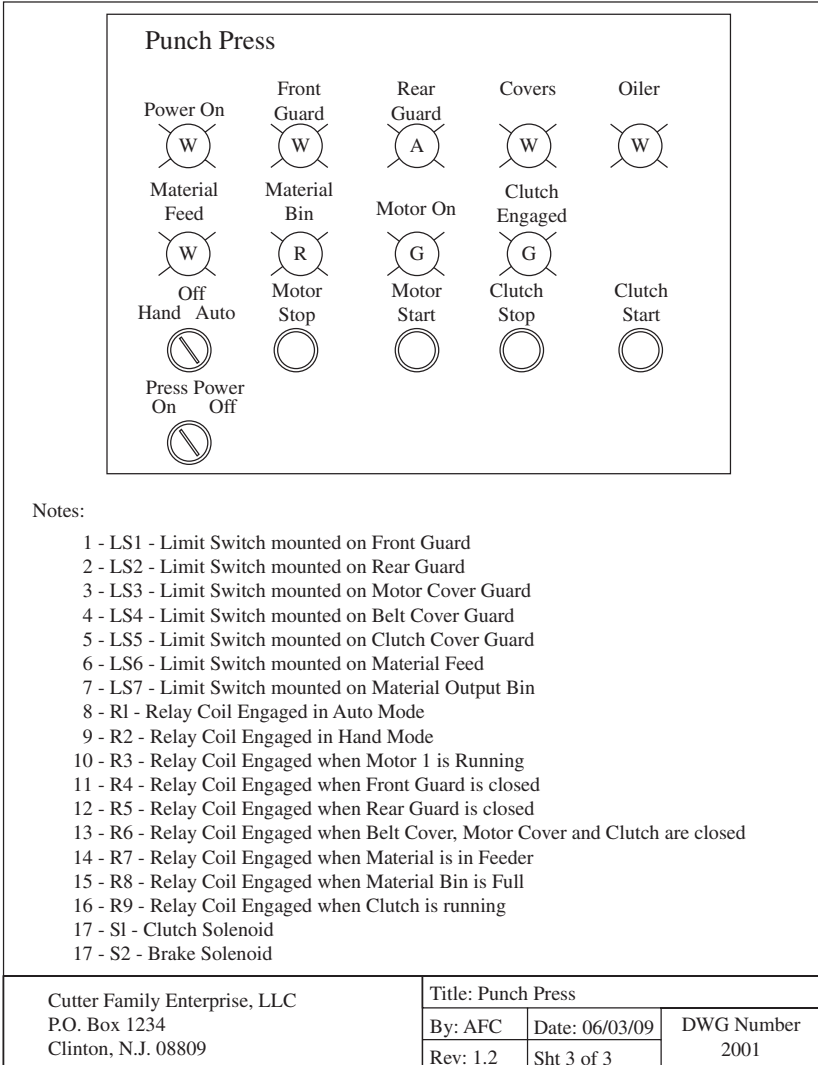 Punch Press
Front Rear Covers Oiler
Power On Guard Guard
W W A W W
Material Material Clutch
Feed Bin Motor On Engaged
W R G G
Off Motor Motor Clutch Clutch
Hand Auto Stop Start Stop Start
Press Power
On Off
Notes:
1 - LS1 - Limit Switch mounted on Front Guard
2 - LS2 - Limit Switch mounted on Rear Guard
3 - LS3 - Limit Switch mounted on Motor Cover Guard
4 - LS4 - Limit Switch mounted on Belt Cover Guard
5 - LS5 - Limit Switch mounted on Clutch Cover Guard
6 - LS6 - Limit Switch mounted on Material Feed
7 - LS7 - Limit Switch mounted on Material Output Bin
8 - Rl - Relay Coil Engaged in Auto Mode
9 - R2 - Relay Coil Engaged in Hand Mode
10 - R3 - Relay Coil Engaged when Motor 1 is Running
11 - R4 - Relay Coil Engaged when Front Guard is closed
12 - R5 - Relay Coil Engaged when Rear Guard is closed
13 - R6 - Relay Coil Engaged when Belt Cover, Motor Cover and Clutch are closed
14 - R7 - Relay Coil Engaged when Material is in Feeder
15 - R8 - Relay Coil Engaged when Material Bin is Full
16 - R9 - Relay Coil Engaged when Clutch is running
17 - Sl - Clutch Solenoid
17 - S2 - Brake Solenoid
Cutter Family Enterprise, LLC
P.O. Box 1234
Clinton, N.J. 08809
Title: Punch Press
By: AFC Date: 06/03/09 DWG Number
Rev: 1.2 Sht 3 of 3 2001